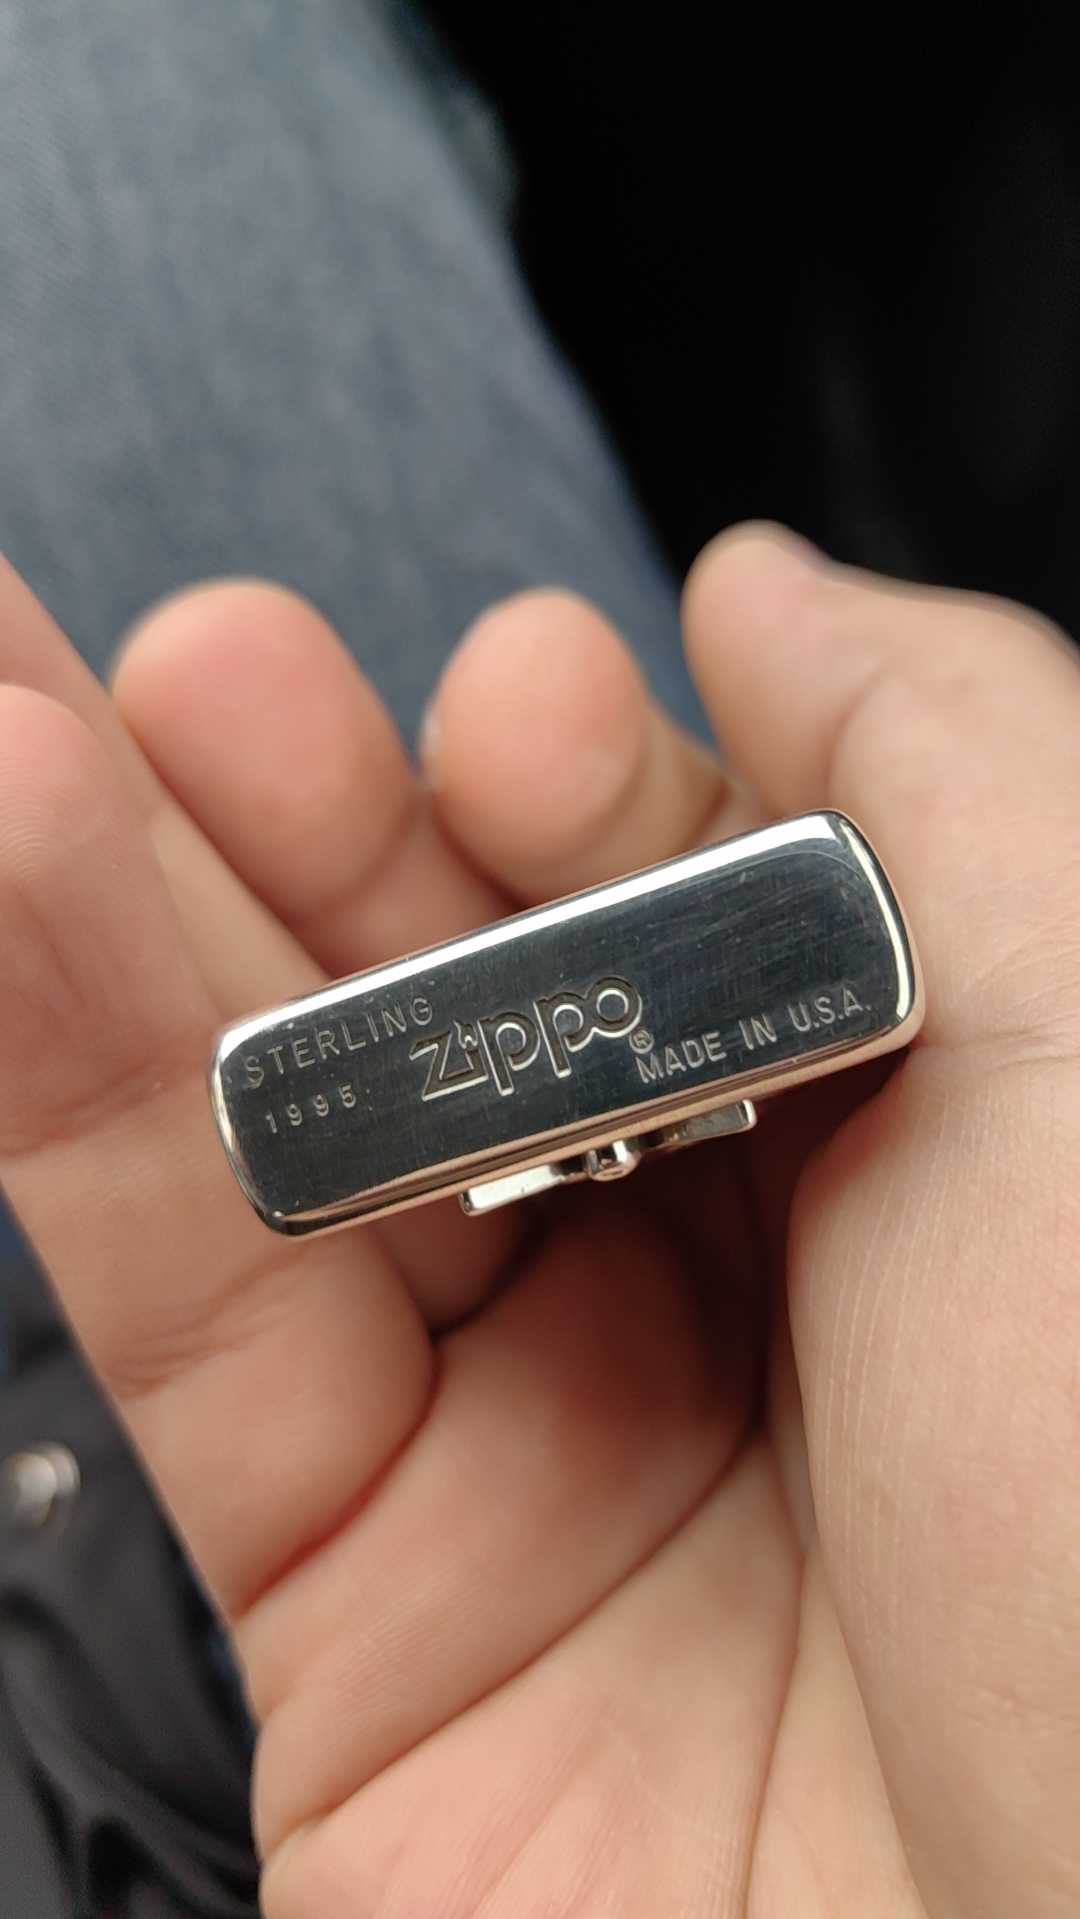 STERLING
1995
Zippo®
MADE IN U.S.A.